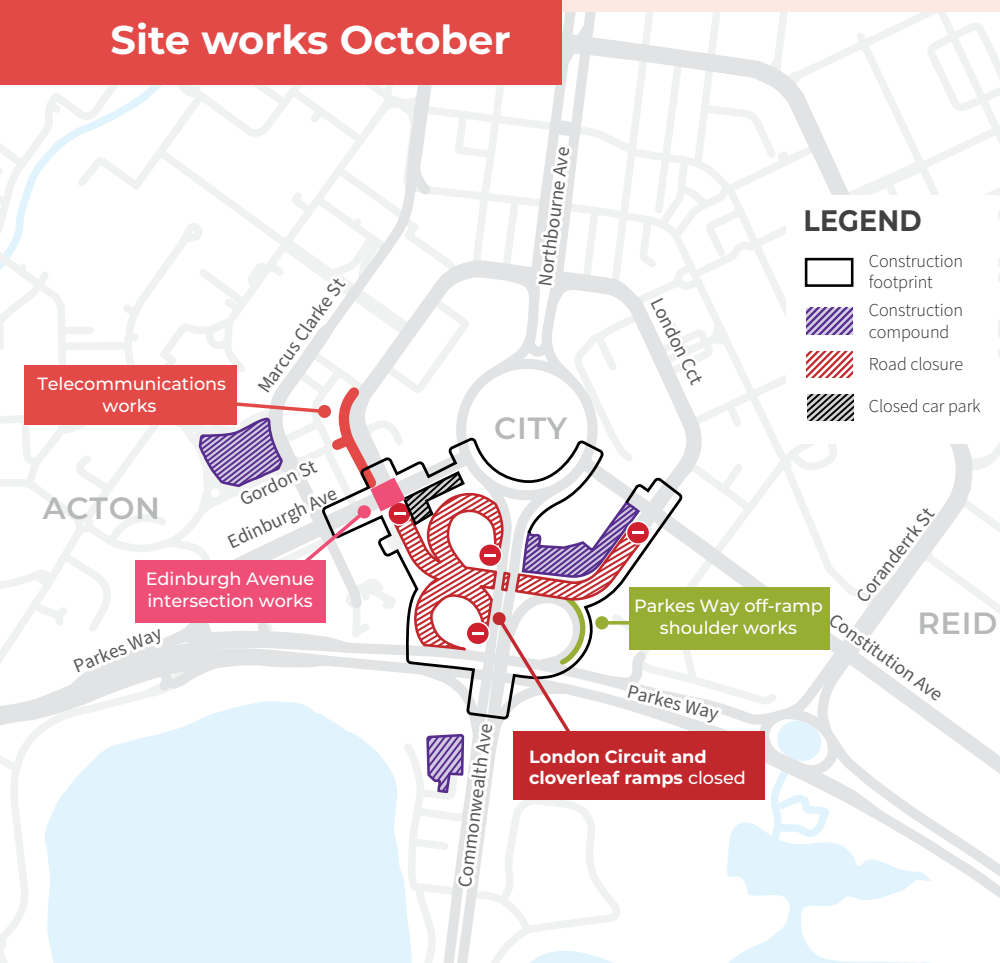 Site works October
Northbourne Ave
LEGEND
Construction
footprint
Construction
compound
Road closure
Closed car park
Marcus Clarke St
London Cct
Telecommunications
works
CITY
Gordon St
ACTON
Edinburgh Ave
Coranderrk St
Edinburgh Avenue
intersection works
Parkes Way off-ramp
shoulder works
REID
Parkes Way
Constitution Ave
Parkes Way
London Circuit and
cloverleaf ramps closed
Commonwealth Ave